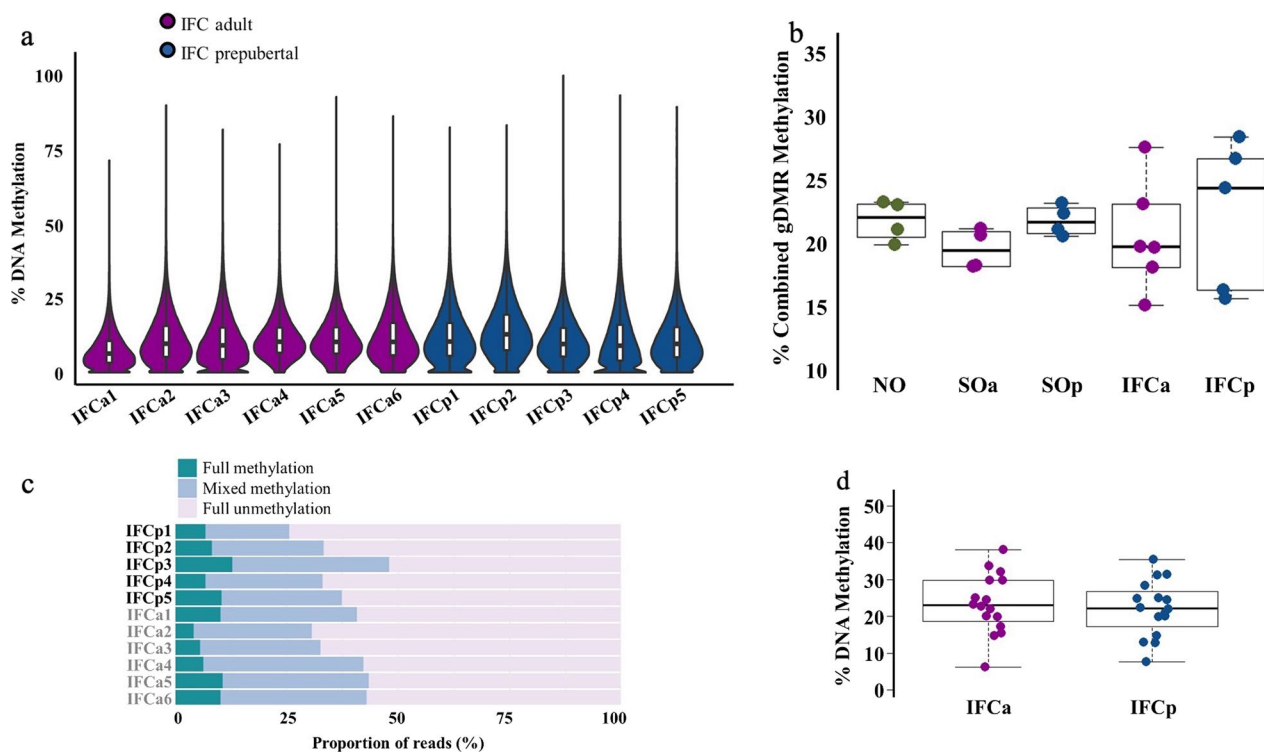 a
IFC adult
IFC prepubertal
% DNA Methylation
100
75
50
25
0
IFCa1
IFCa2
IFCa3
IFCa4
IFCa5
IFCa6
IFCp1
IFCp2
IFCp3
IFCp4
IFCp5
b
% Combined gDMR Methylation
35
30
25
20
15
10
NO
SOa
SOp
IFCa
IFCp
c
Full methylation
Mixed methylation
Full unmethylation
IFCp1
IFCp2
IFCp3
IFCp4
IFCp5
IFCa1
IFCa2
IFCa3
IFCa4
IFCa5
IFCa6
0 25 50 75 100
Proportion of reads (%)
d
% DNA Methylation
50
40
30
20
10
0
IFCa
IFCp